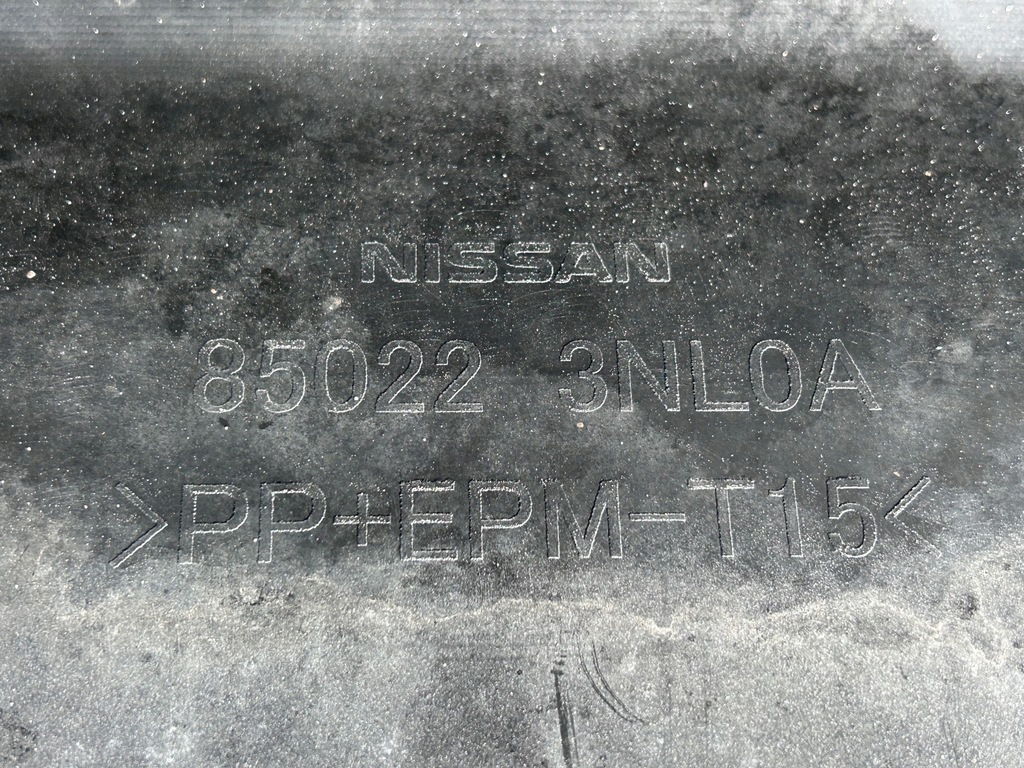 NISSAN
85022 3NL0A
>PP+EPM-T15<